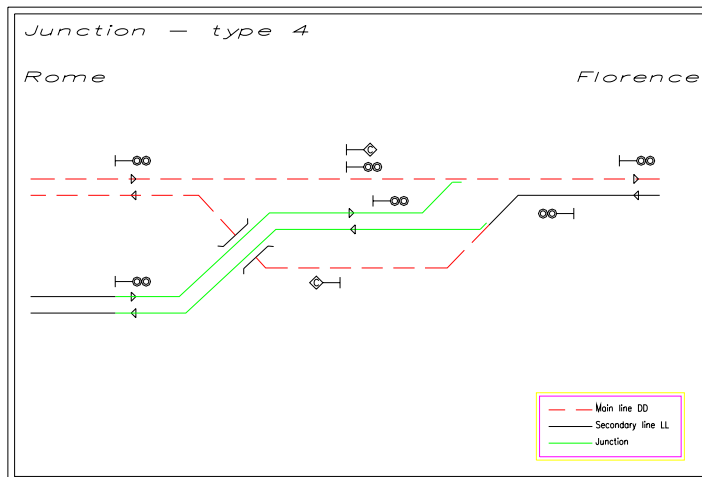 Junction — type 4
Rome
Florence
C
C
Main line DD
Secondary line LL
Junction